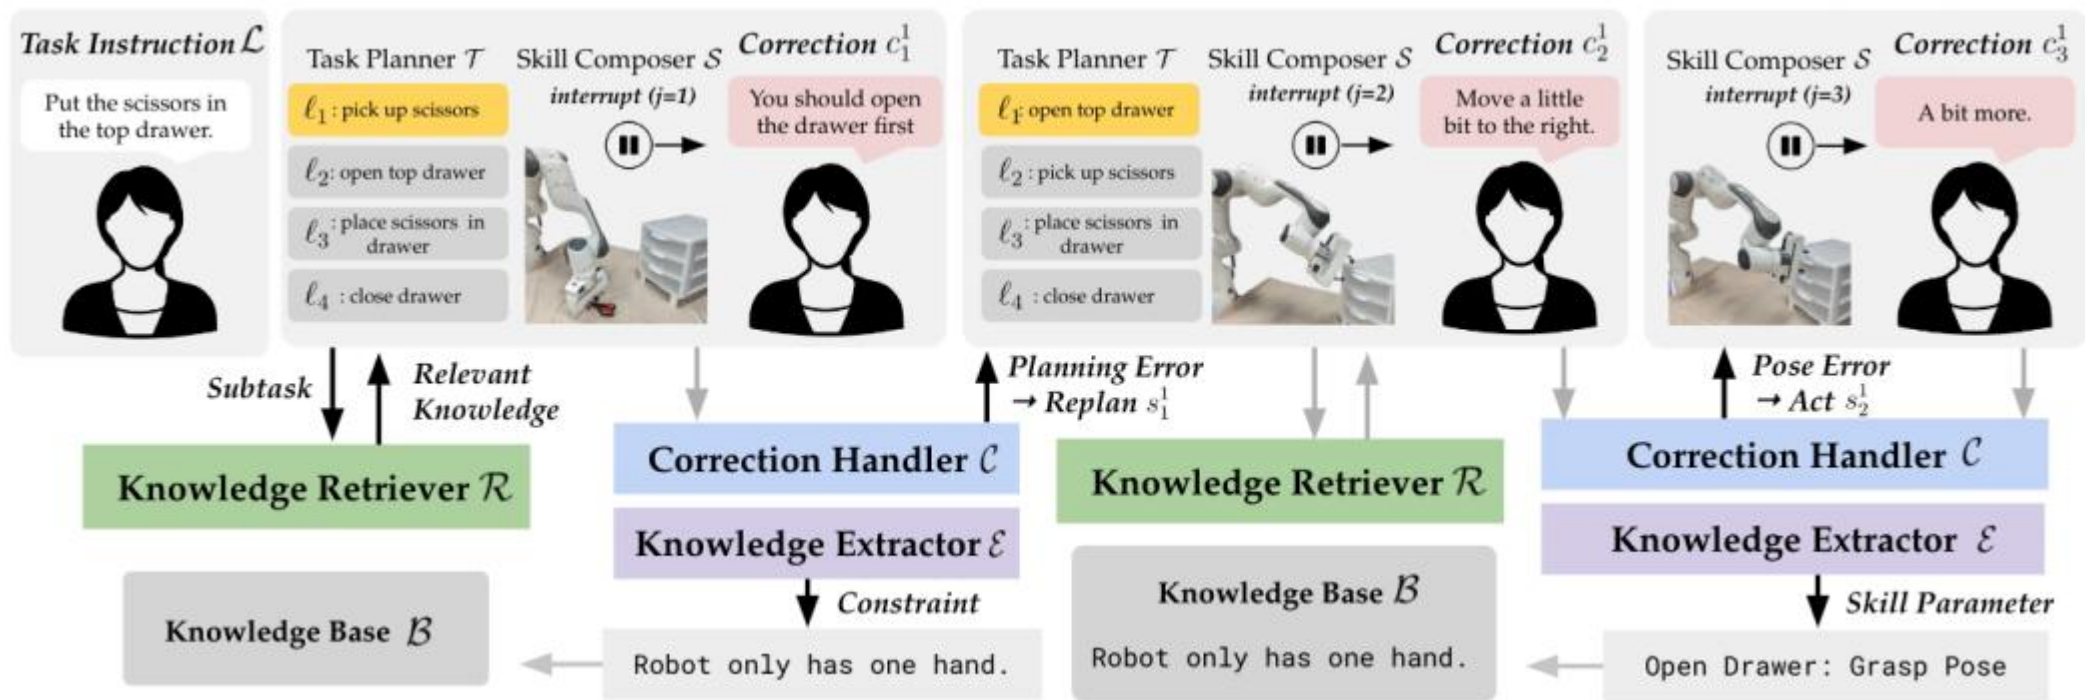 Task Instruction ℒ
Put the scissors in
the top drawer.
Task Planner 𝒯
ℓ₁ : pick up scissors
ℓ₂: open top drawer
ℓ₃ : place scissors in
drawer
ℓ₄ : close drawer
Skill Composer 𝒮
interrupt (j=1)
Correction c₁¹
You should open
the drawer first
Task Planner 𝒯
ℓ₁: open top drawer
ℓ₂ : pick up scissors
ℓ₃ : place scissors in
drawer
ℓ₄ : close drawer
Skill Composer 𝒮
interrupt (j=2)
Correction c₂¹
Move a little
bit to the right.
Skill Composer 𝒮
interrupt (j=3)
Correction c₃¹
A bit more.
Subtask
Relevant
Knowledge
Planning Error
→ Replan s₁¹
Pose Error
→ Act s₂¹
Knowledge Retriever ℛ
Correction Handler 𝒞
Knowledge Extractor ℰ
Constraint
Knowledge Base ℬ
Robot only has one hand.
Knowledge Retriever ℛ
Knowledge Base ℬ
Robot only has one hand.
Correction Handler 𝒞
Knowledge Extractor ℰ
Skill Parameter
Open Drawer: Grasp Pose